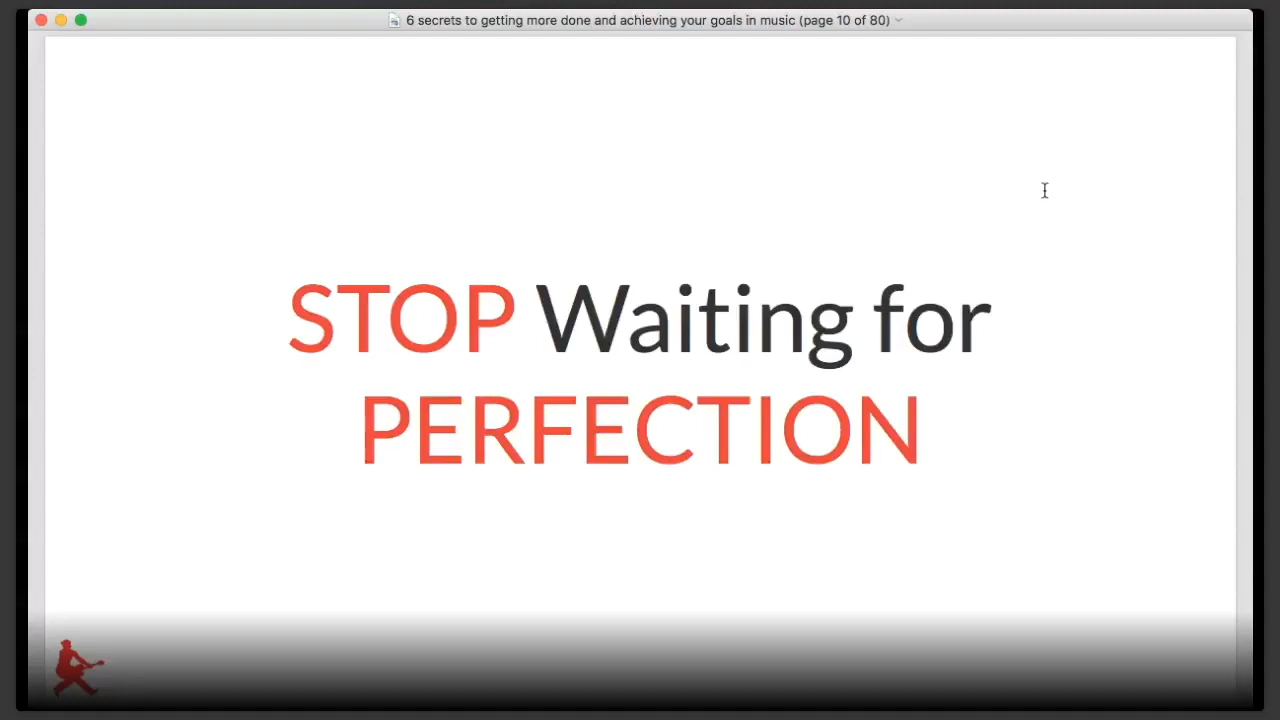 6 secrets to getting more done and achieving your goals in music (page 10 of 80)
STOP Waiting for
PERFECTION